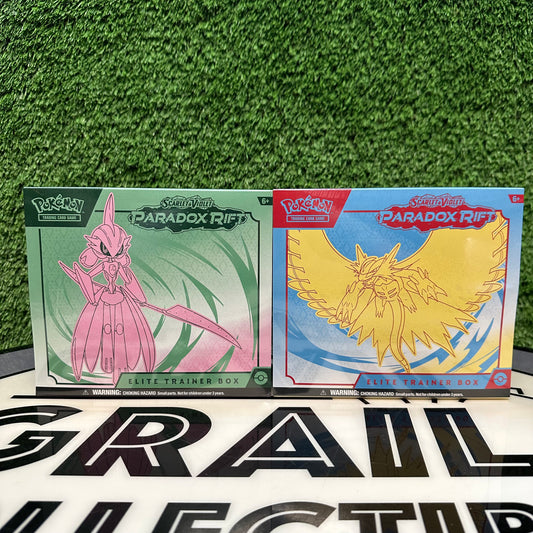 POKÉMON
TRADING CARD GAME
SCARLET & VIOLET
PARADOX RIFT
6+
ELITE TRAINER BOX
WARNING: CHOKING HAZARD Small parts. Not for children under 3 years.
POKÉMON
TRADING CARD GAME
SCARLET & VIOLET
PARADOX RIFT
6+
ELITE TRAINER BOX
WARNING: CHOKING HAZARD Small parts. Not for children under 3 years.
GRAIL